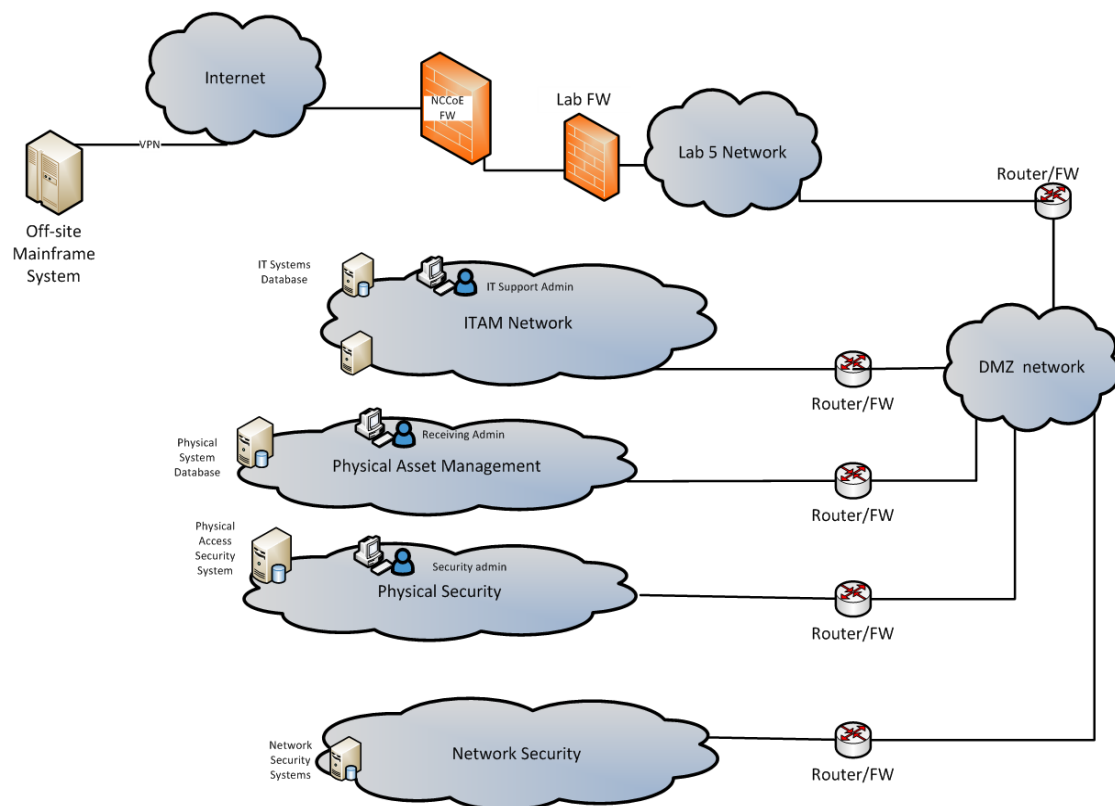 Internet
NCCoE
FW
Lab FW
Lab 5 Network
Router/FW
VPN
Off-site
Mainframe
System
IT Systems
Database
IT Support Admin
ITAM Network
DMZ network
Router/FW
Physical
System
Database
Receiving Admin
Physical Asset Management
Router/FW
Physical
Access
Security
System
Security admin
Physical Security
Router/FW
Network
Security
Systems
Network Security
Router/FW